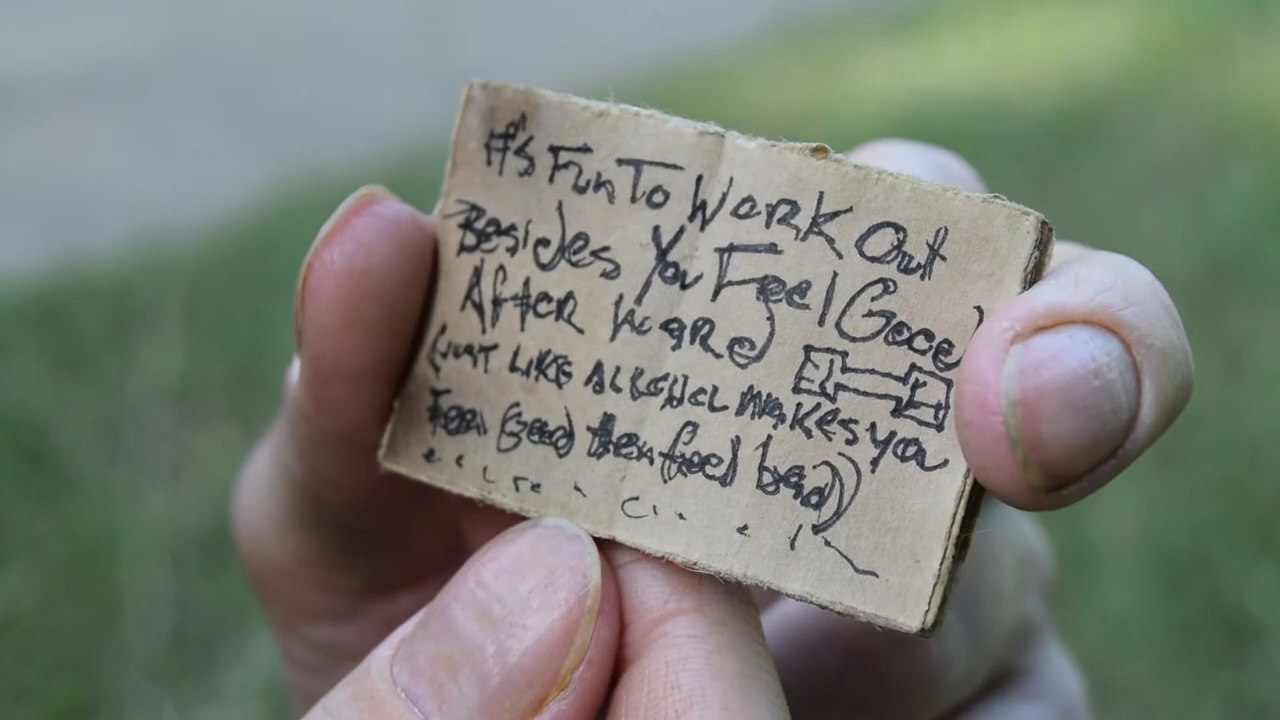 It's Fun To Work Out
Besides You Feel Good
After Ward
(JUST LIKE ALCOHOL MAKES YOU
Feel Good then feel bad)